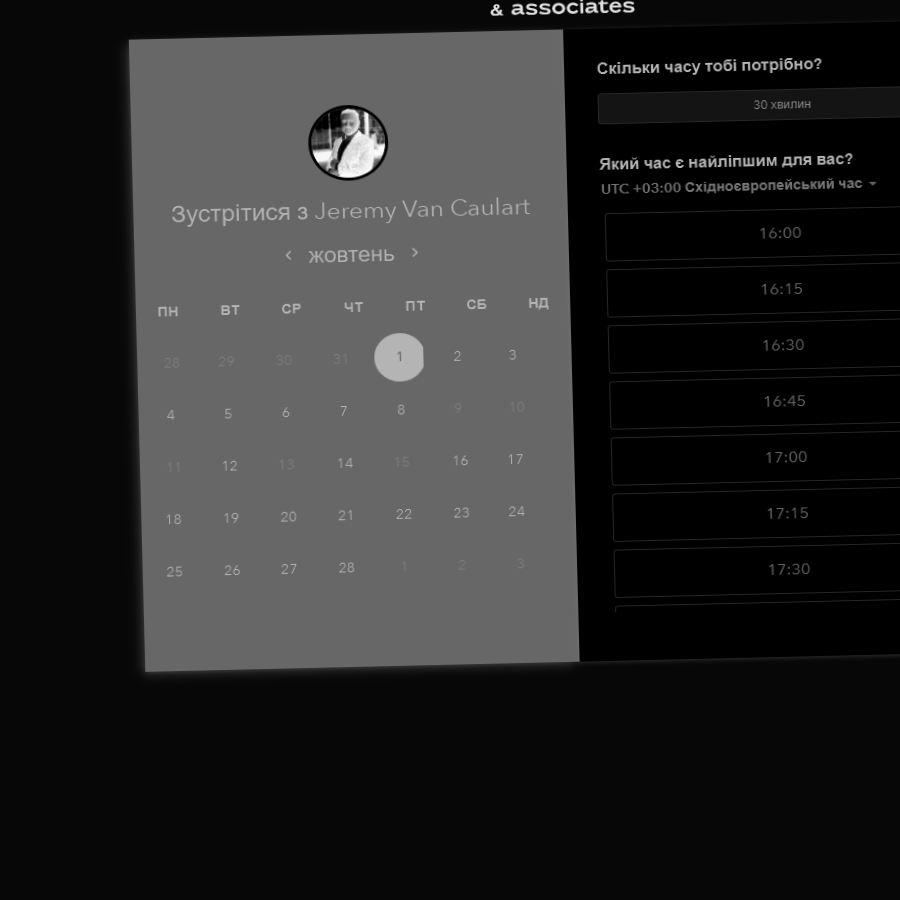 & associates
Зустрітися з Jeremy Van Caulart
жовтень
ПН ВТ СР ЧТ ПТ СБ НД
28 29 30 31 1 2 3
4 5 6 7 8 9 10
11 12 13 14 15 16 17
18 19 20 21 22 23 24
25 26 27 28 1 2 3
Скільки часу тобі потрібно?
30 хвилин
Який час є найліпшим для вас?
UTC +03:00 Східноєвропейський час
16:00
16:15
16:30
16:45
17:00
17:15
17:30